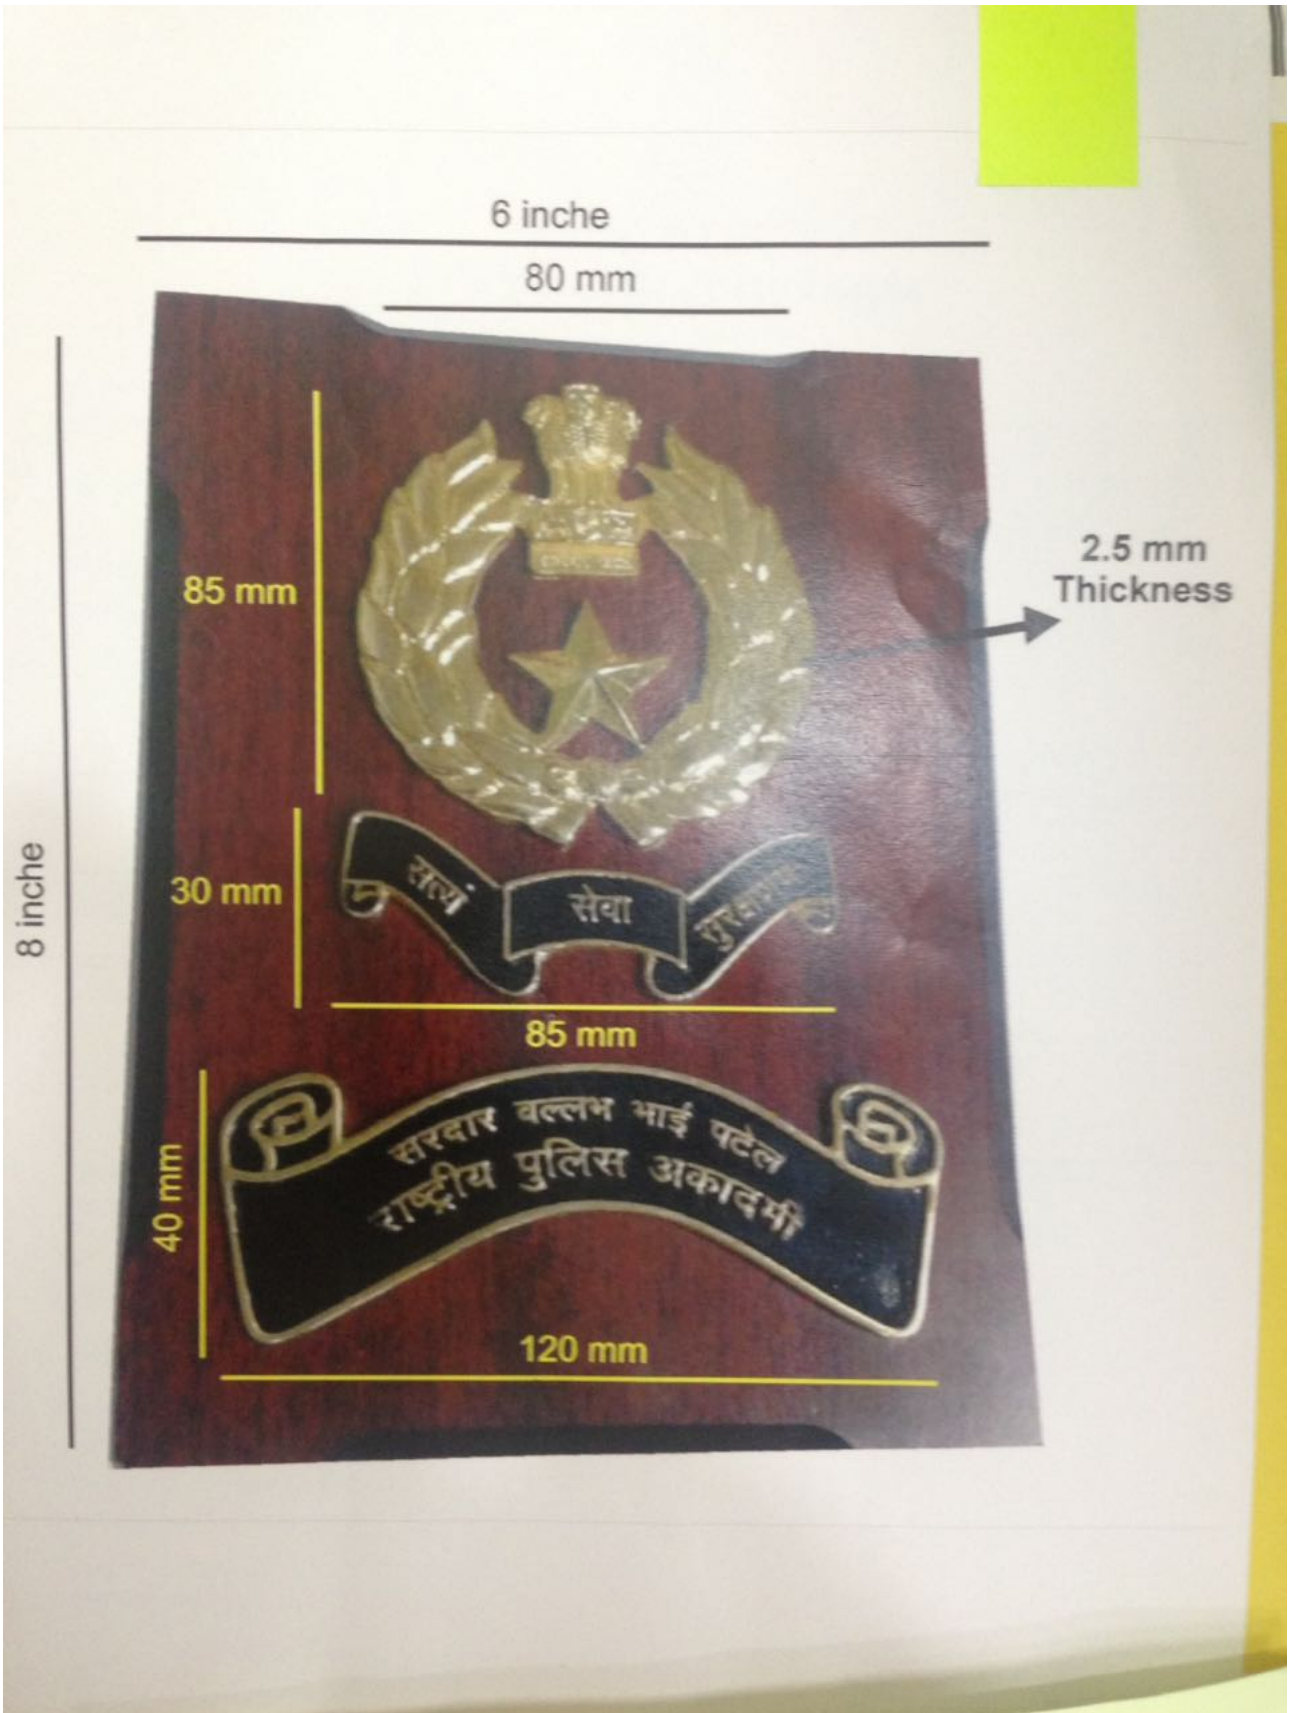 6 inche
80 mm
85 mm
2.5 mm
Thickness
8 inche
30 mm
सत्यं सेवा
85 mm
40 mm
सरदार वल्लभ भाई पटेल
राष्ट्रीय पुलिस अकादमी
120 mm